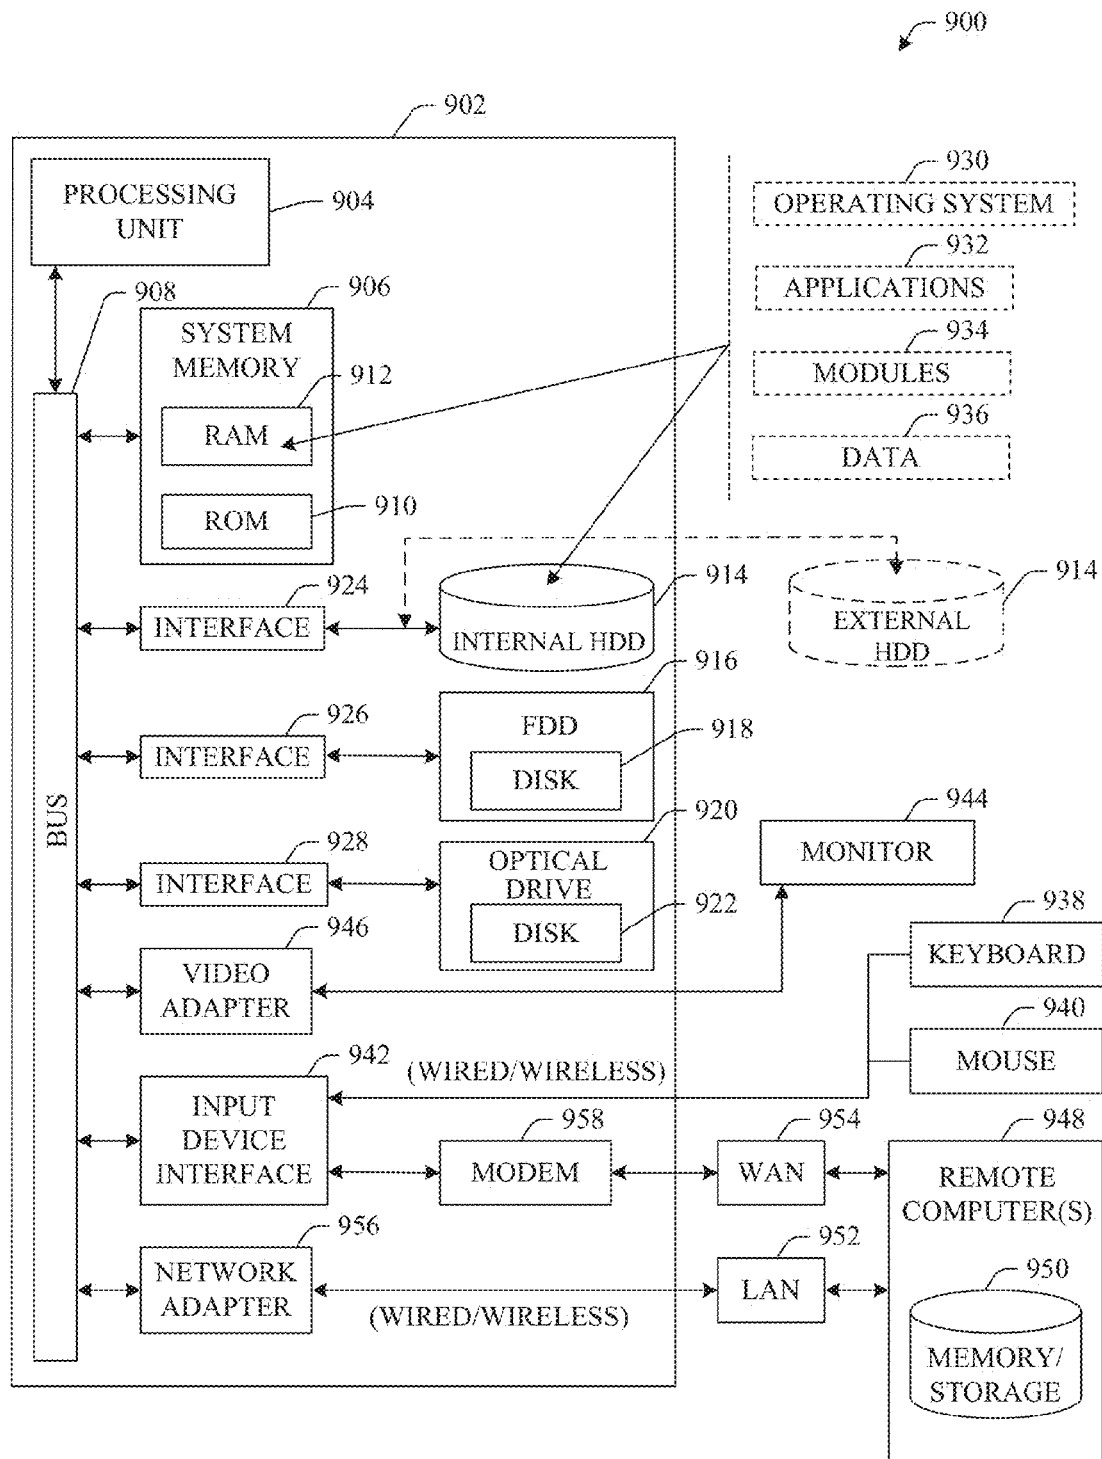 900
902
PROCESSING
UNIT
904
930
OPERATING SYSTEM
932
APPLICATIONS
934
MODULES
936
DATA
908
906
SYSTEM
MEMORY
912
RAM
ROM
910
924
INTERFACE
914
INTERNAL HDD
914
EXTERNAL
HDD
916
926
INTERFACE
FDD
918
DISK
BUS
920
928
INTERFACE
OPTICAL
DRIVE
922
DISK
944
MONITOR
946
VIDEO
ADAPTER
938
KEYBOARD
940
MOUSE
942
(WIRED/WIRELESS)
INPUT
DEVICE
INTERFACE
958
MODEM
954
WAN
948
REMOTE
COMPUTER(S)
956
NETWORK
ADAPTER
(WIRED/WIRELESS)
952
LAN
950
MEMORY/
STORAGE